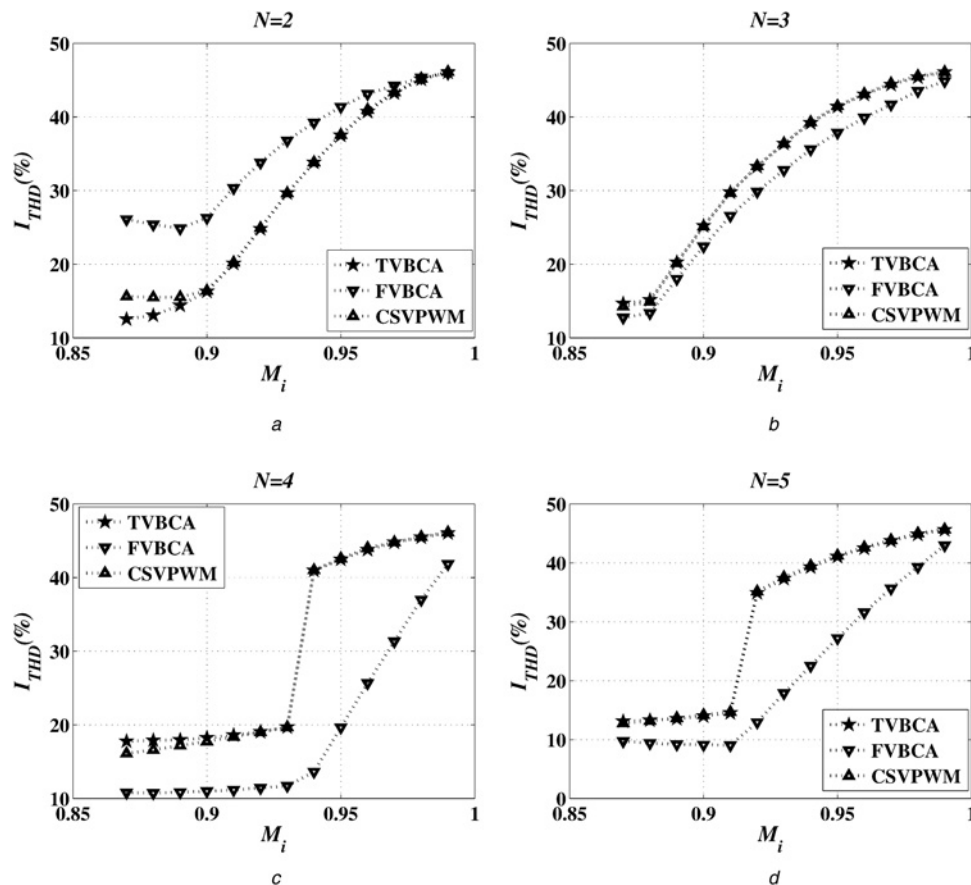 N=2
50
40
30
20
10
I_THD(%)
TVBCA
FVBCA
CSVPWM
0.85
0.9
0.95
1
M_i
a
N=3
50
40
30
20
10
I_THD(%)
TVBCA
FVBCA
CSVPWM
0.85
0.9
0.95
1
M_i
b
N=4
50
40
30
20
10
I_THD(%)
TVBCA
FVBCA
CSVPWM
0.85
0.9
0.95
1
M_i
c
N=5
50
40
30
20
10
0
I_THD(%)
TVBCA
FVBCA
CSVPWM
0.85
0.9
0.95
1
M_i
d